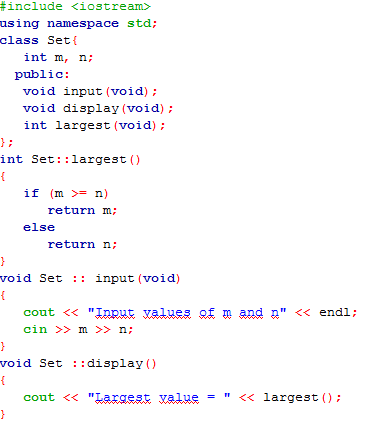 #include <iostream>
using namespace std;
class Set{
   int m, n;
  public:
   void input(void);
   void display(void);
   int largest(void);
};
int Set::largest()
{
   if (m >= n)
      return m;
   else
      return n;
}
void Set :: input(void)
{
   cout << "Input values of m and n" << endl;
   cin >> m >> n;
}
void Set ::display()
{
   cout << "Largest value = " << largest();
}